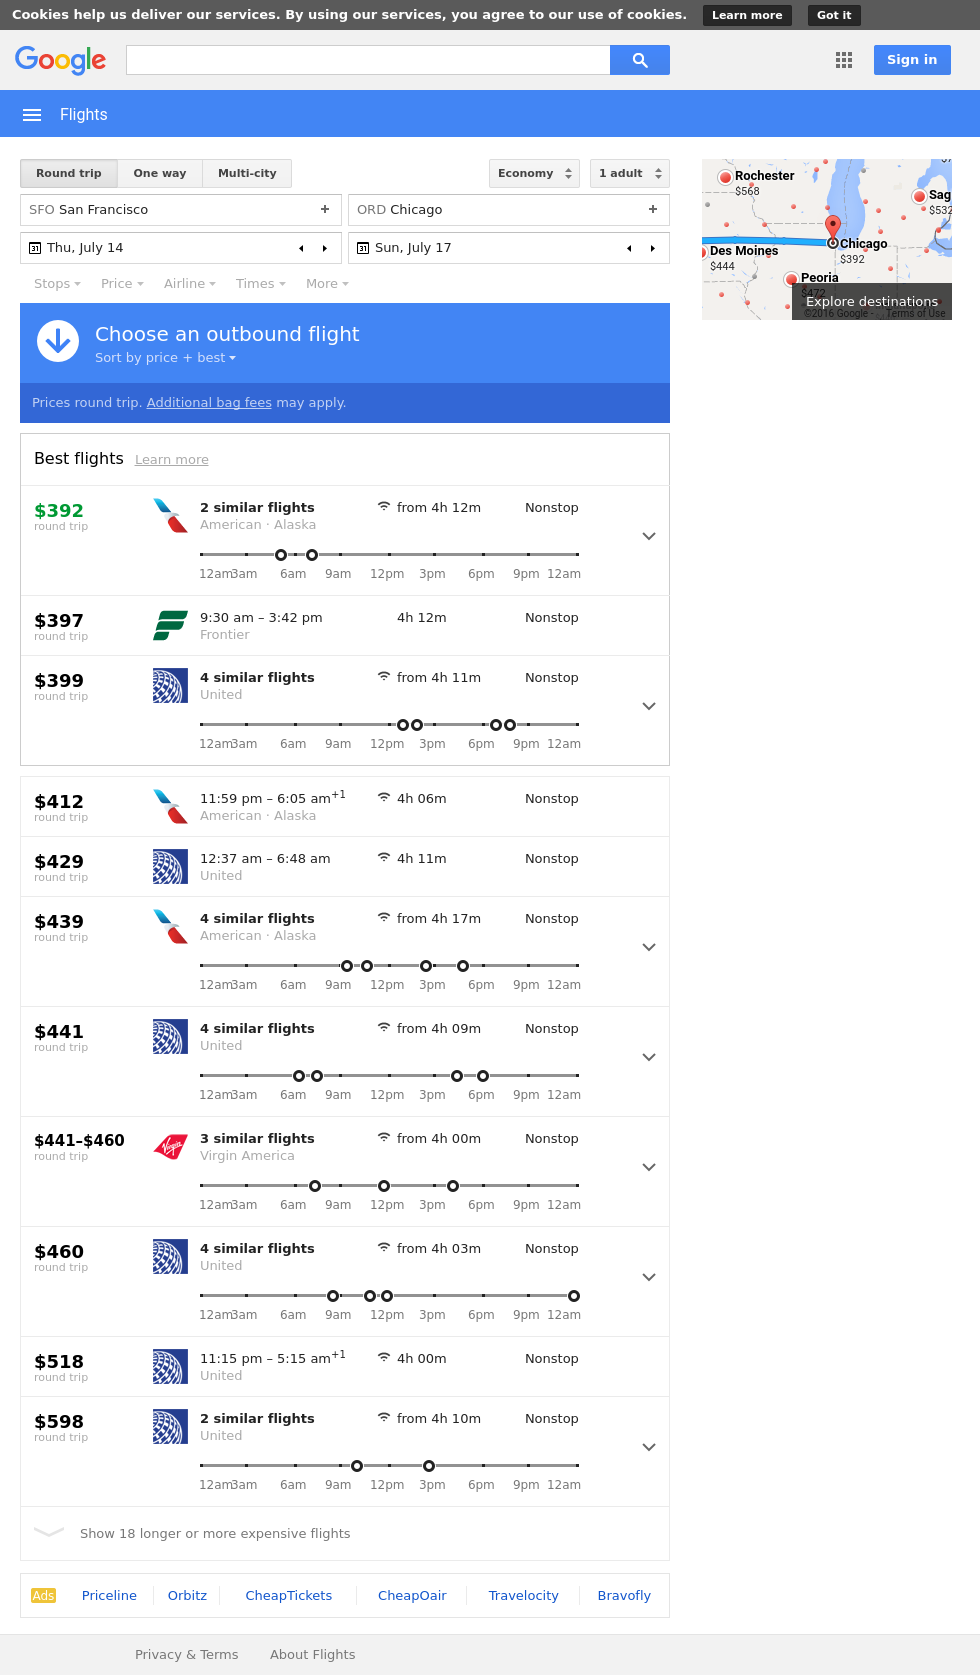 Cookies help us deliver our services. By using our services, you agree to our use of cookies. Learn more Got it
Google Sign in
Flights
Round trip One way Multi-city Economy 1 adult
SFO San Francisco + ORD Chicago +
31 Thu, July 14 31 Sun, July 17
Stops Price Airline Times More
Choose an outbound flight
Sort by price + best
Prices round trip. Additional bag fees may apply.
Rochester
$568
Sag
$532
Chicago
$392
Des Moines
$444
Peoria
$472
Explore destinations
©2016 Google - Terms of Use
Best flights Learn more
$392 2 similar flights from 4h 12m Nonstop
round trip American · Alaska
12am 3am 6am 9am 12pm 3pm 6pm 9pm 12am
$397 9:30 am – 3:42 pm 4h 12m Nonstop
round trip Frontier
$399 4 similar flights from 4h 11m Nonstop
round trip United
12am 3am 6am 9am 12pm 3pm 6pm 9pm 12am
$412 11:59 pm – 6:05 am+1 4h 06m Nonstop
round trip American · Alaska
$429 12:37 am – 6:48 am 4h 11m Nonstop
round trip United
$439 4 similar flights from 4h 17m Nonstop
round trip American · Alaska
12am 3am 6am 9am 12pm 3pm 6pm 9pm 12am
$441 4 similar flights from 4h 09m Nonstop
round trip United
12am 3am 6am 9am 12pm 3pm 6pm 9pm 12am
$441–$460 Virgin 3 similar flights from 4h 00m Nonstop
round trip Virgin America
12am 3am 6am 9am 12pm 3pm 6pm 9pm 12am
$460 4 similar flights from 4h 03m Nonstop
round trip United
12am 3am 6am 9am 12pm 3pm 6pm 9pm 12am
$518 11:15 pm – 5:15 am+1 4h 00m Nonstop
round trip United
$598 2 similar flights from 4h 10m Nonstop
round trip United
12am 3am 6am 9am 12pm 3pm 6pm 9pm 12am
Show 18 longer or more expensive flights
Ads Priceline Orbitz CheapTickets CheapOair Travelocity Bravofly
Privacy & Terms About Flights